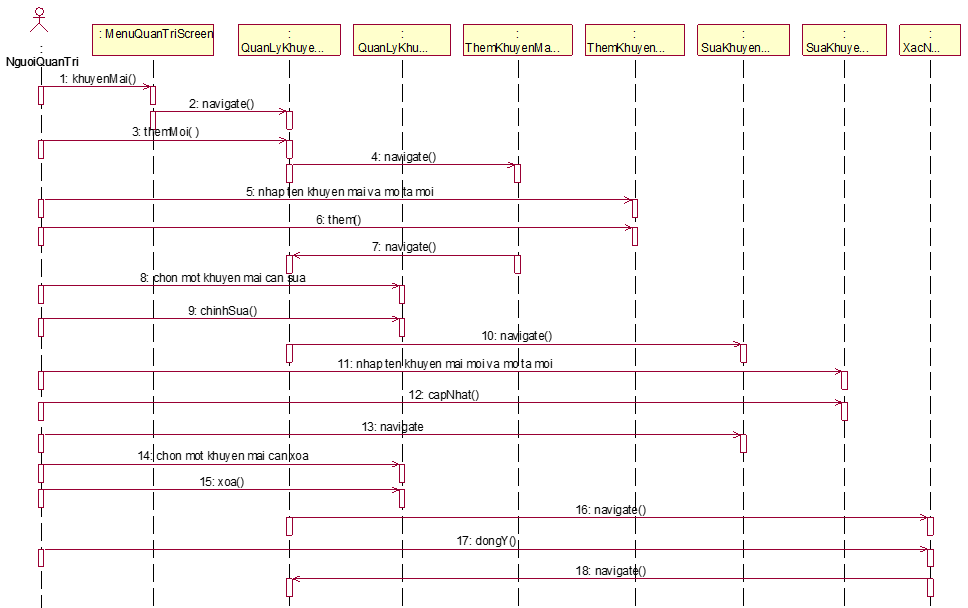 :
NguoiQuanTri
: MenuQuanTriScreen
:
QuanLyKhuye...
:
QuanLyKhu...
:
ThemKhuyenMa...
:
ThemKhuyen...
:
SuaKhuyen...
:
SuaKhuye...
:
XacN...
1: khuyenMai()
2: navigate()
3: themMoi( )
4: navigate()
5: nhap ten khuyen mai va mo ta moi
6: them()
7: navigate()
8: chon mot khuyen mai can sua
9: chinhSua()
10: navigate()
11: nhap ten khuyen mai moi va mo ta moi
12: capNhat()
13: navigate
14: chon mot khuyen mai can xoa
15: xoa()
16: navigate()
17: dongY()
18: navigate()